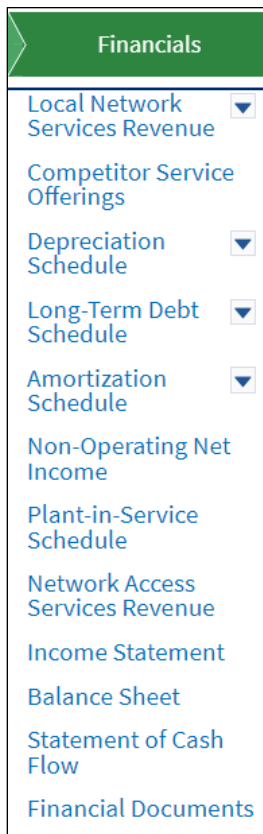 Financials
Local Network
Services Revenue
Competitor Service
Offerings
Depreciation
Schedule
Long-Term Debt
Schedule
Amortization
Schedule
Non-Operating Net
Income
Plant-in-Service
Schedule
Network Access
Services Revenue
Income Statement
Balance Sheet
Statement of Cash
Flow
Financial Documents